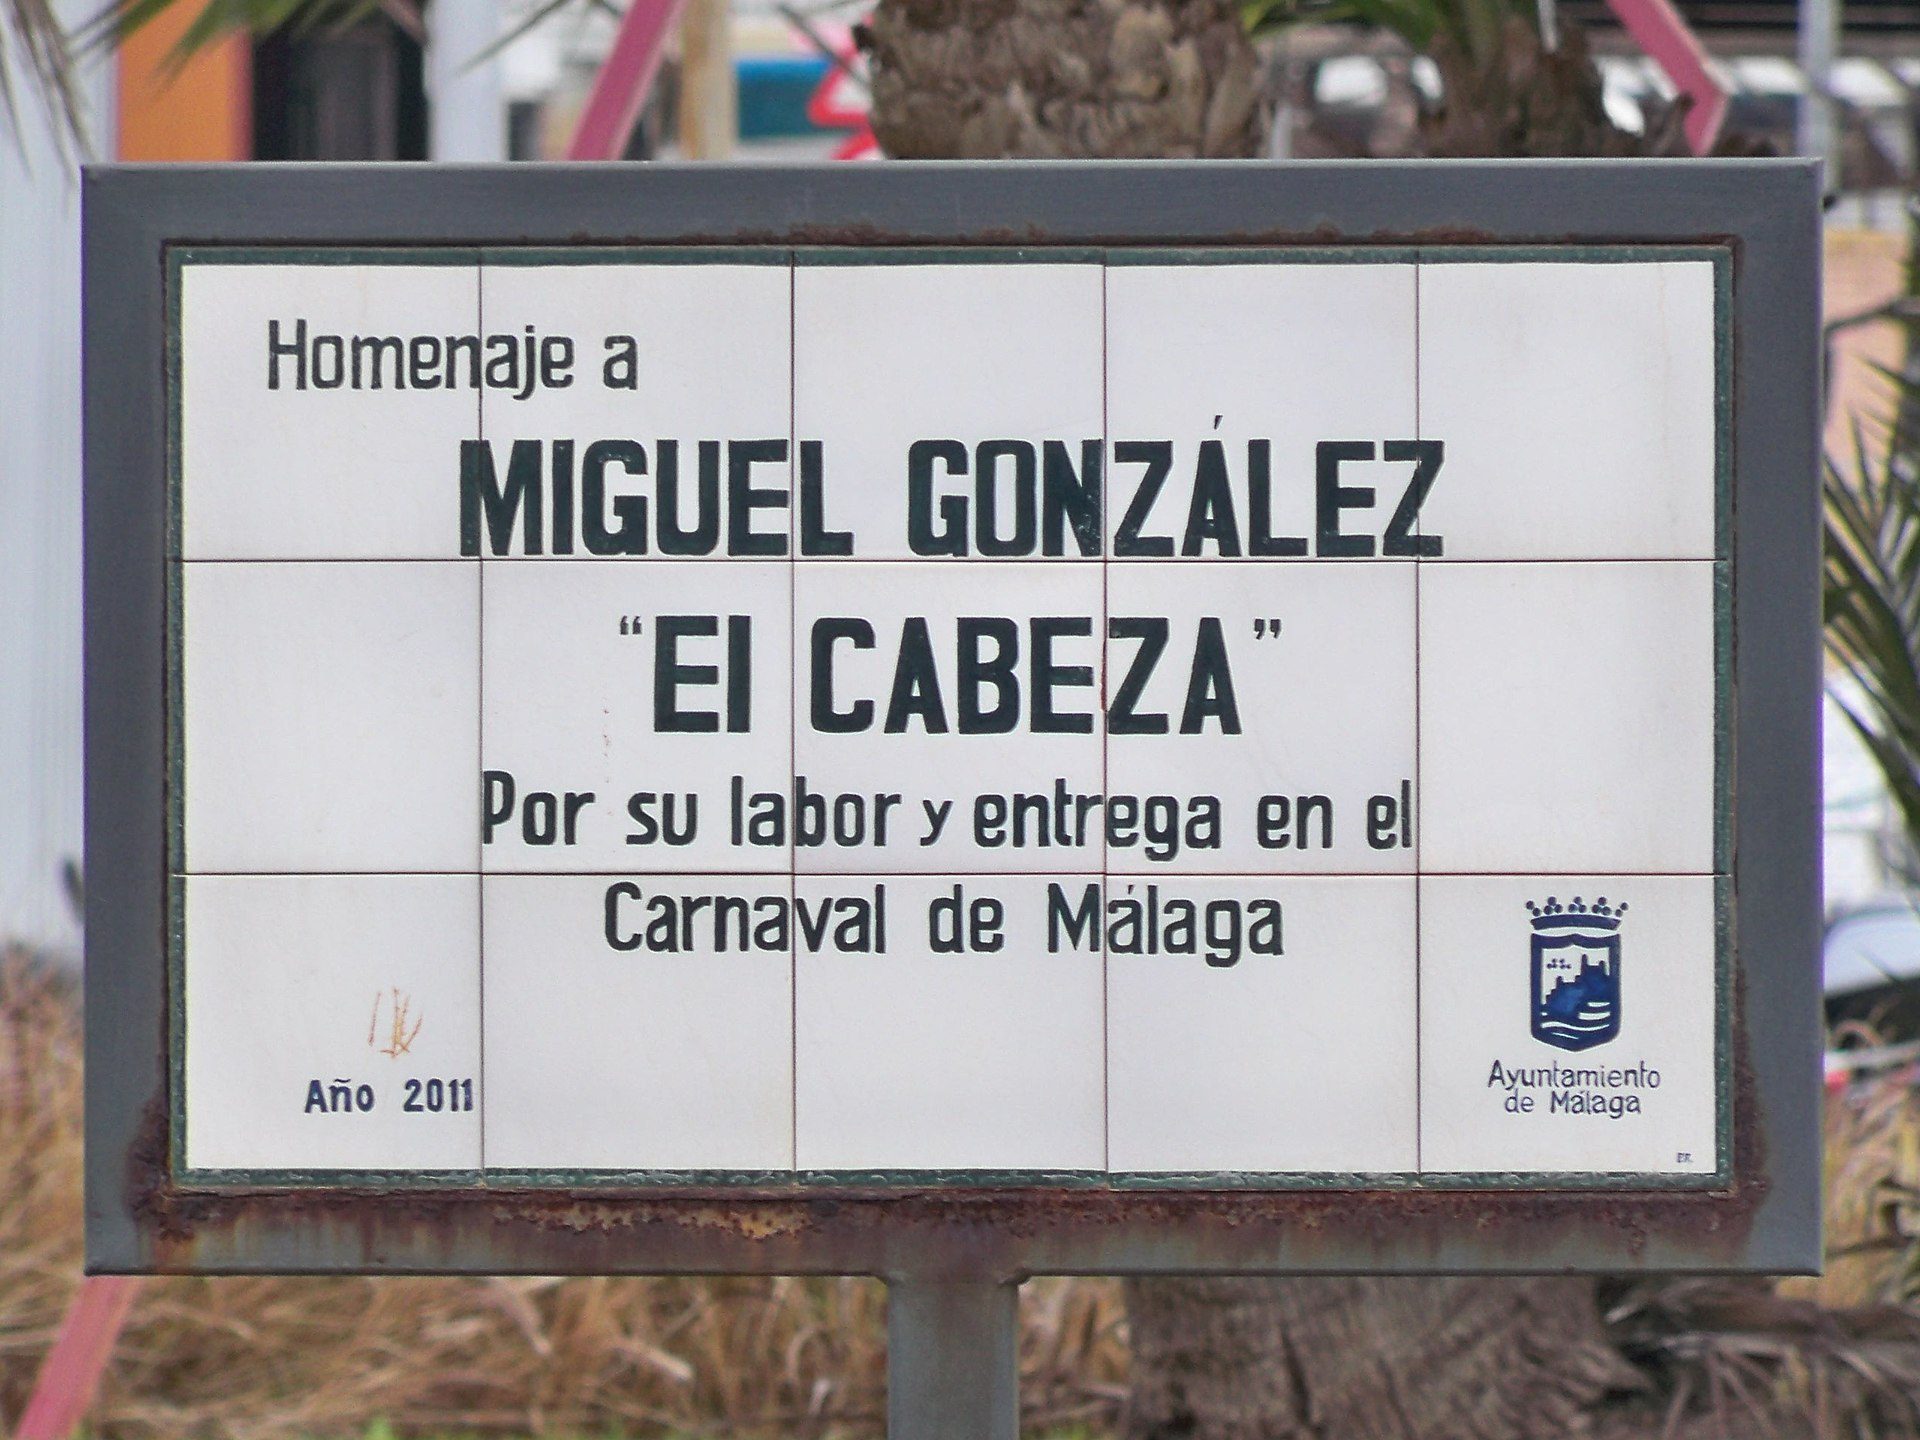 Homenaje a
MIGUEL GONZÁLEZ
“El CABEZA”
Por su labor y entrega en el
Carnaval de Málaga
Año 2011
Ayuntamiento
de Málaga